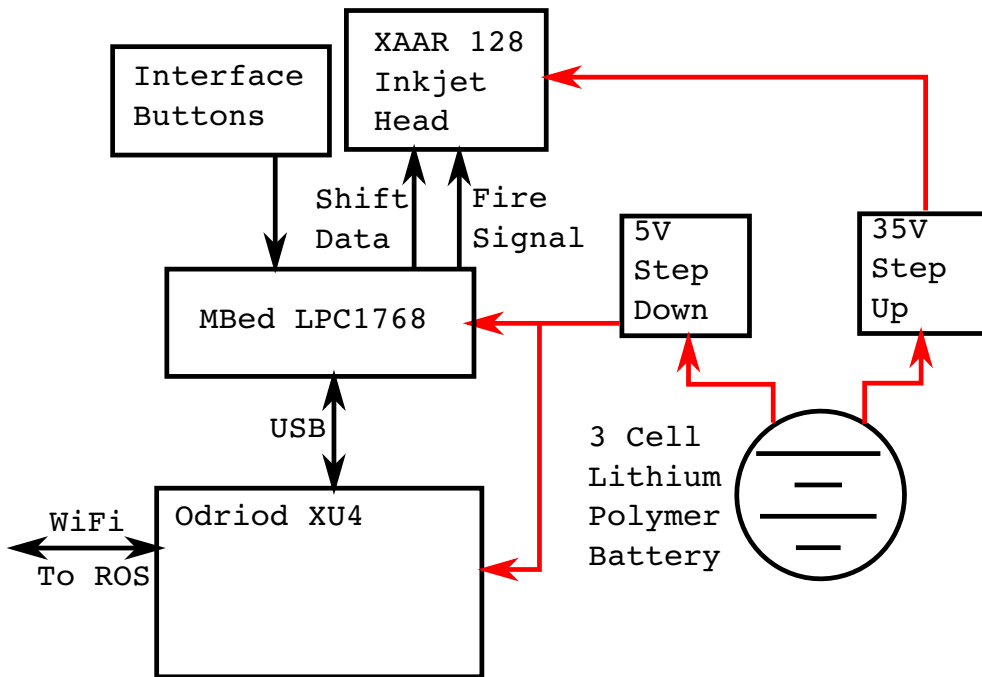 XAAR 128
Inkjet
Head
Interface
Buttons
Shift
Data
Fire
Signal
5V
Step
Down
35V
Step
Up
MBed LPC1768
USB
3 Cell
Lithium
Polymer
Battery
Odriod XU4
WiFi
To ROS